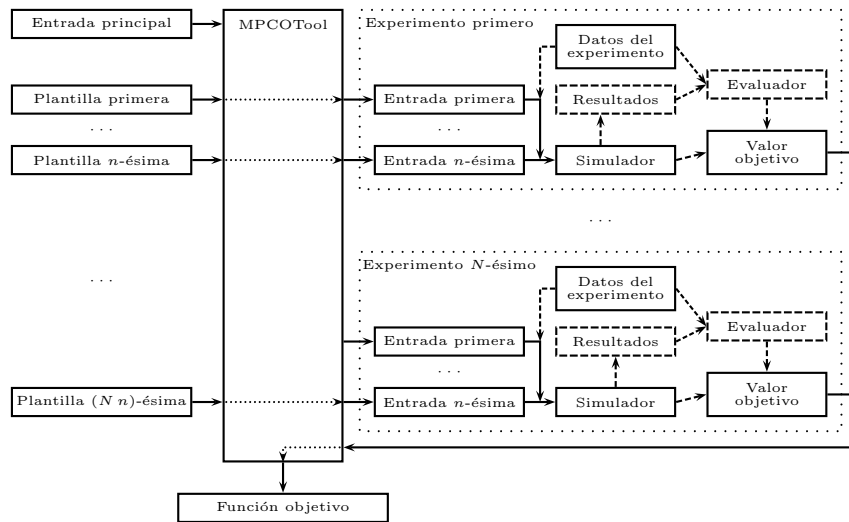 Entrada principal
MPCOTool
Experimento primero
Datos del
experimento
Plantilla primera
Entrada primera
Resultados
Evaluador
. . .
. . .
Plantilla n-ésima
Entrada n-ésima
Simulador
Valor
objetivo
. . .
. . .
Experimento N-ésimo
Datos del
experimento
Entrada primera
Resultados
Evaluador
. . .
Plantilla (N n)-ésima
Entrada n-ésima
Simulador
Valor
objetivo
Función objetivo